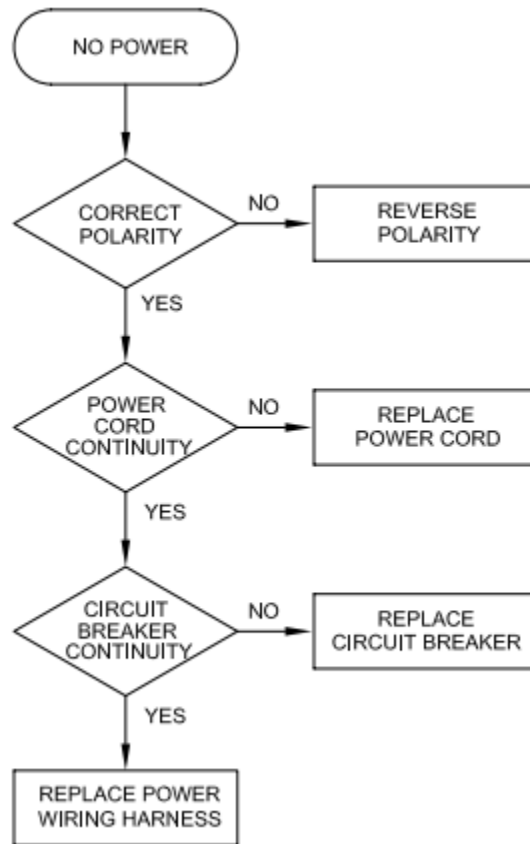 NO POWER
CORRECT
POLARITY
NO
REVERSE
POLARITY
YES
POWER
CORD
CONTINUITY
NO
REPLACE
POWER CORD
YES
CIRCUIT
BREAKER
CONTINUITY
NO
REPLACE
CIRCUIT BREAKER
YES
REPLACE POWER
WIRING HARNESS